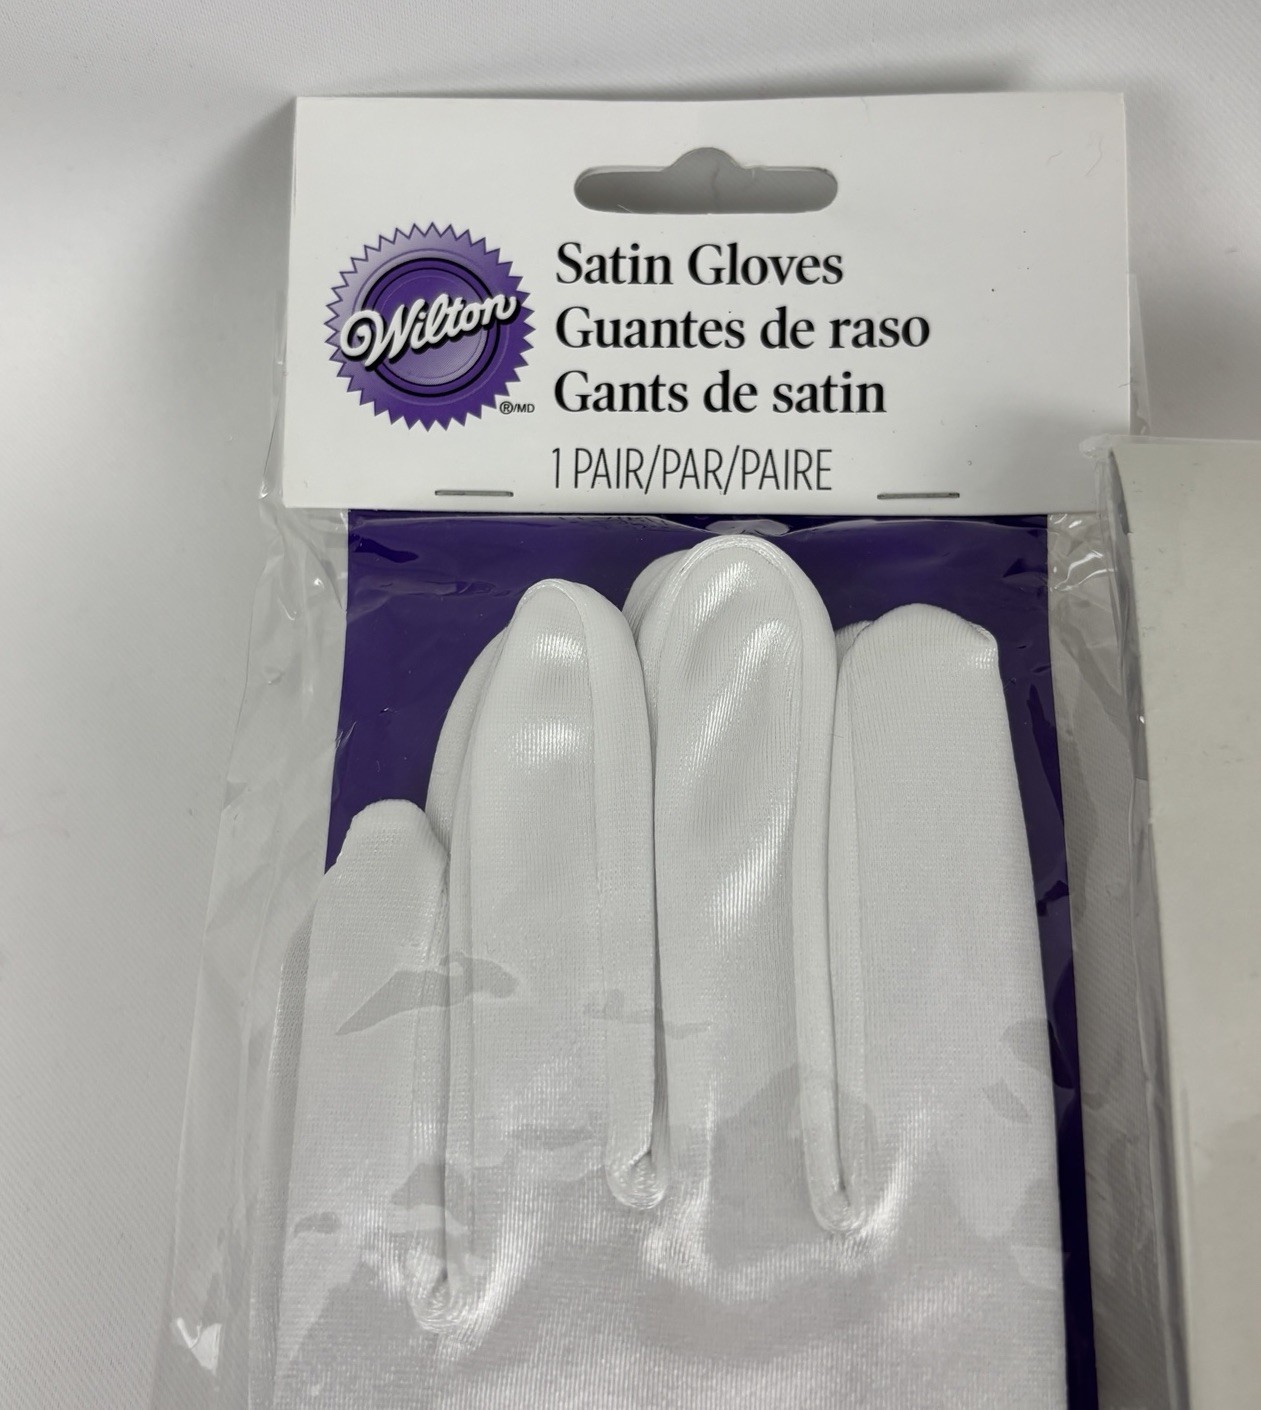 Wilton
®/MD
Satin Gloves
Guantes de raso
Gants de satin
1 PAIR/PAR/PAIRE